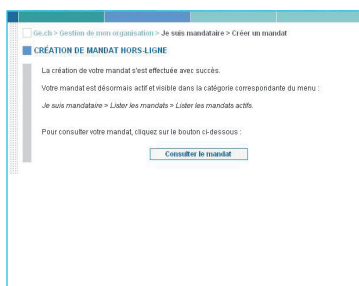 Ge.ch > Gestion de mon organisation > Je suis mandataire > Créer un mandat
CRÉATION DE MANDAT HORS-LIGNE
La création de votre mandat s'est effectuée avec succès.
Votre mandat est désormais actif et visible dans la catégorie correspondante du menu :
Je suis mandataire > Lister les mandats > Lister les mandats actifs.
Pour consulter votre mandat, cliquez sur le bouton ci-dessous :
Consulter le mandat